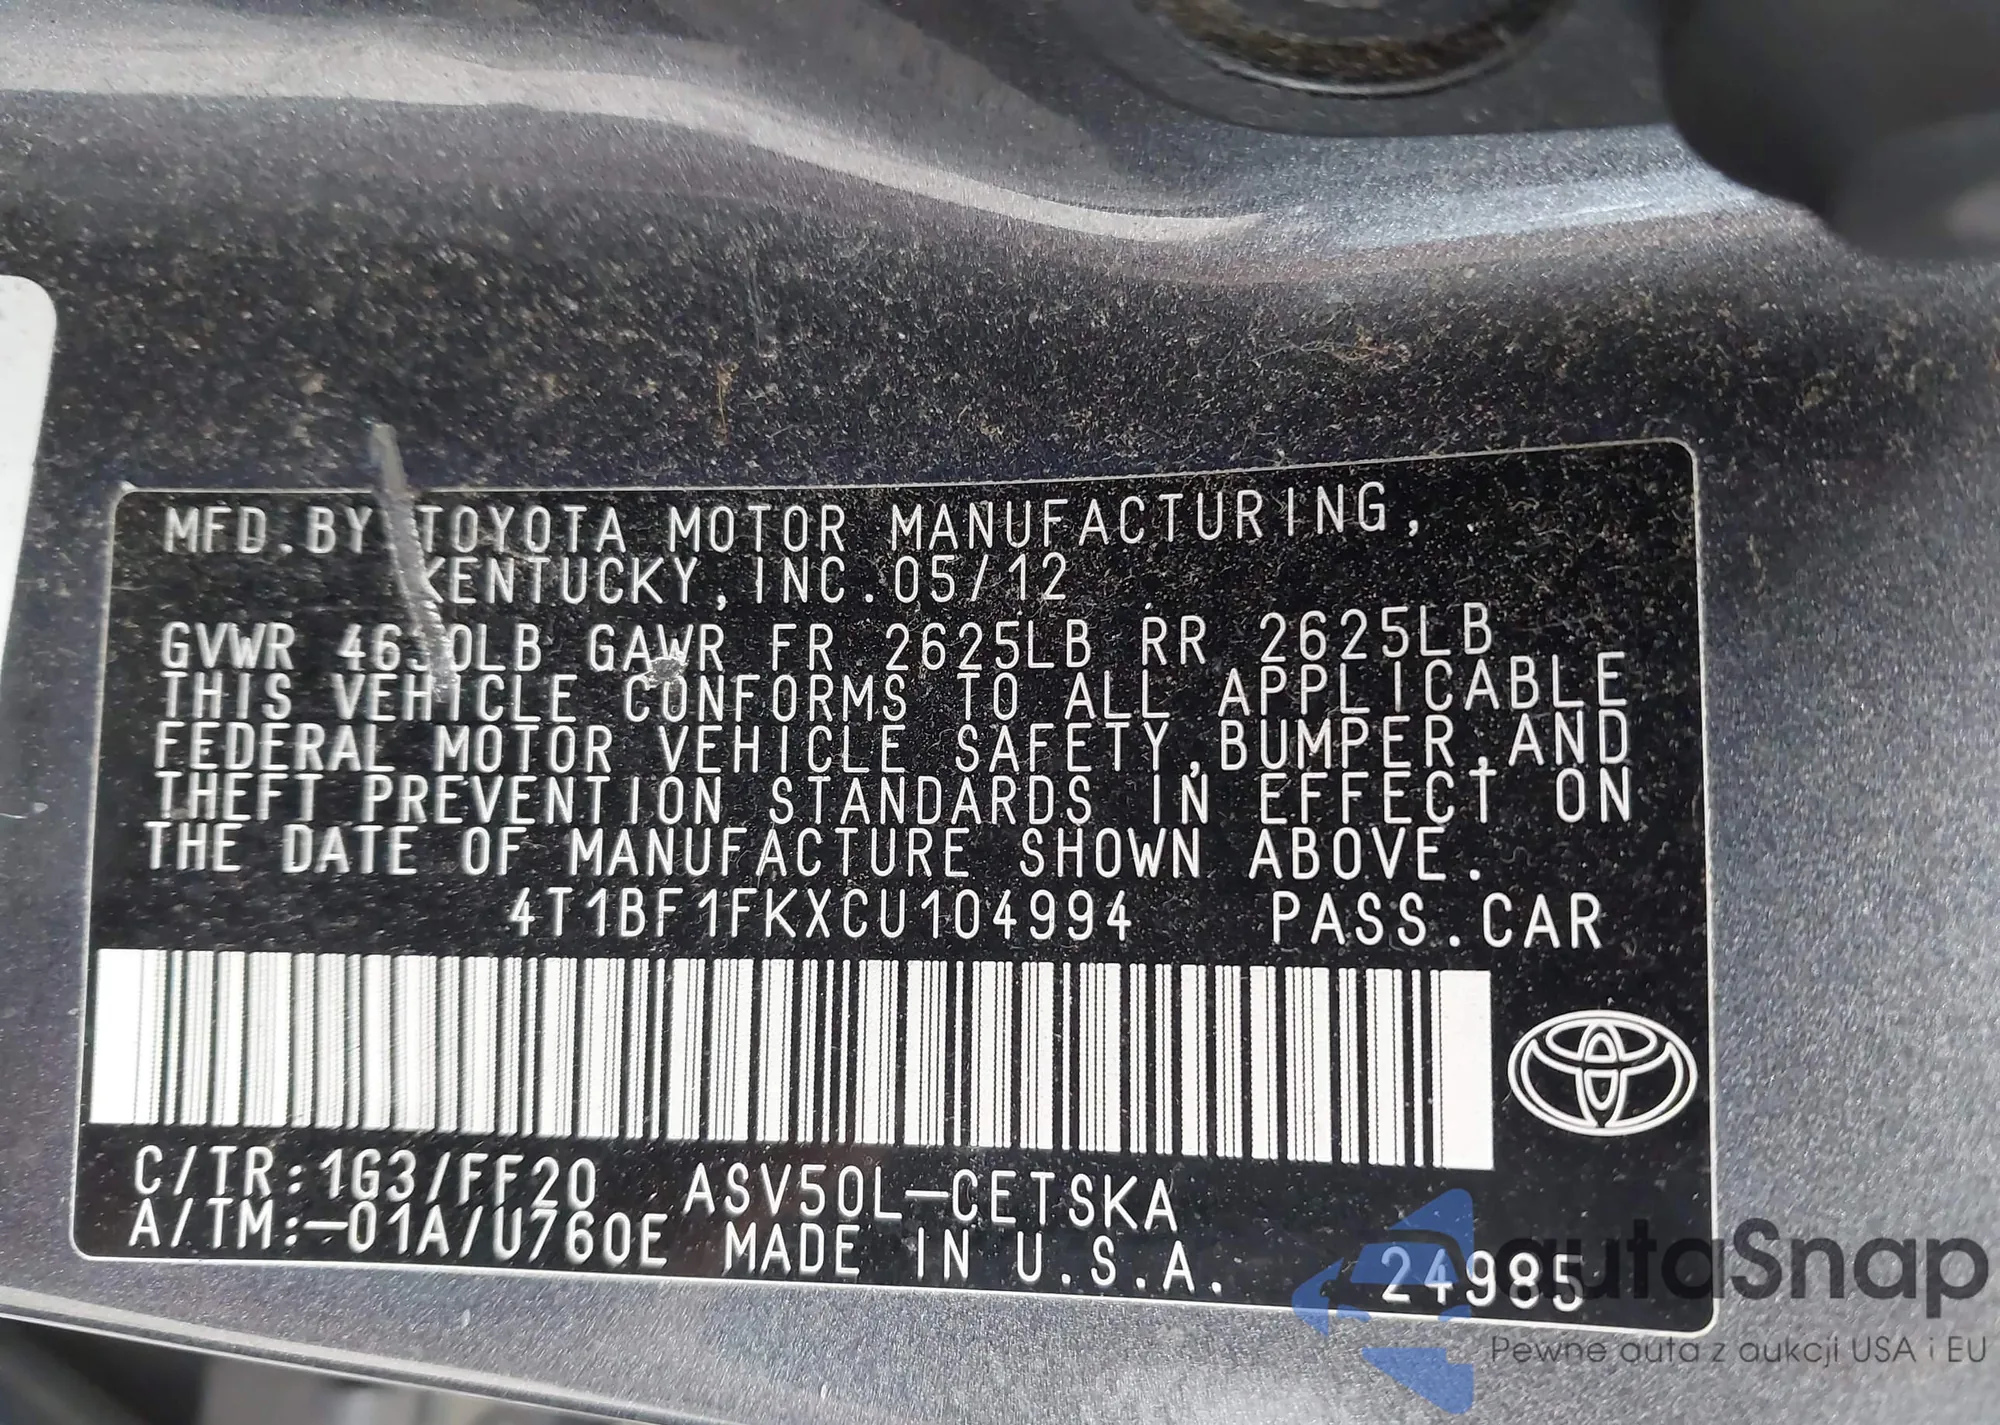 MFD.BY TOYOTA MOTOR MANUFACTURING,
KENTUCKY, INC. 05/12
GVWR LB GAWR FR 2625LB RR 2625LB
THIS VEHICLE CONFORMS TO ALL APPLICABLE
FEDERAL MOTOR VEHICLE SAFETY,BUMPER,AND
THEFT PREVENTION STANDARDS IN EFFECT ON
THE DATE OF MANUFACTURE SHOWN ABOVE.
4T1BF1FKXCU104994 PASS.CAR
C/TR:1G3/FF20 ASV50L-CETSKA
A/TM:-01A/U760E MADE IN U.S.A. 24985
autaSnap
Pewne auta z aukcji USA i EU